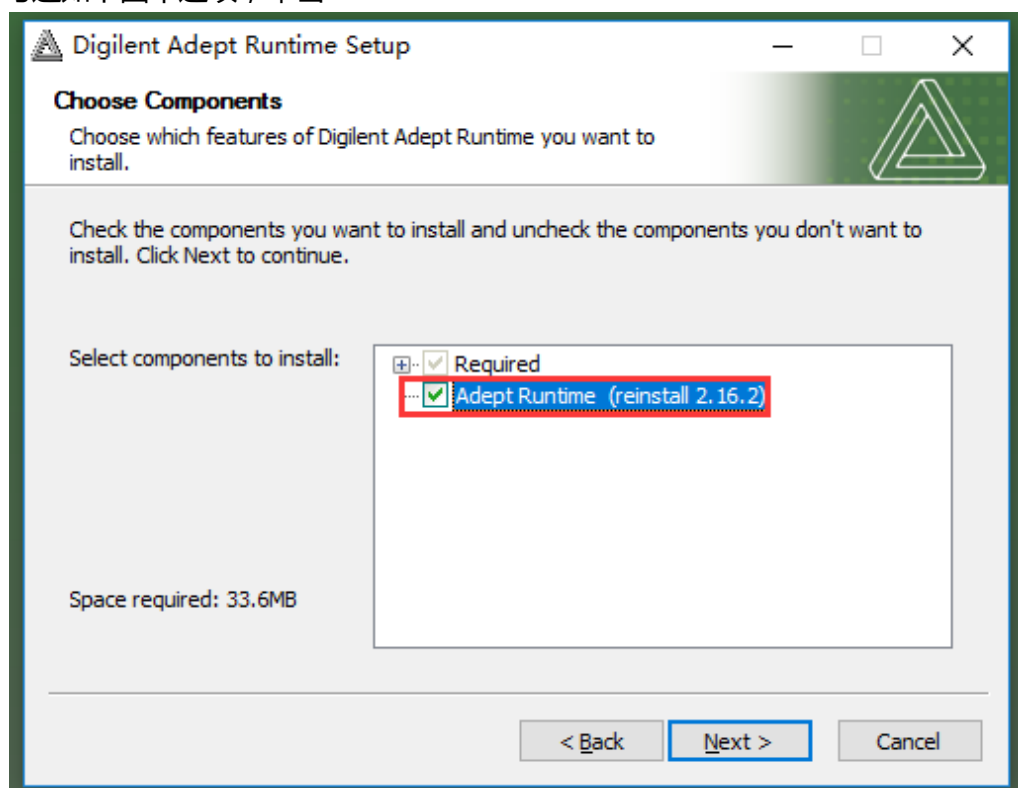 Digilent Adept Runtime Setup
Choose Components
Choose which features of Digilent Adept Runtime you want to
install.
Check the components you want to install and uncheck the components you don't want to
install. Click Next to continue.
Select components to install:
Required
Adept Runtime (reinstall 2.16.2)
Space required: 33.6MB
< Back Next > Cancel